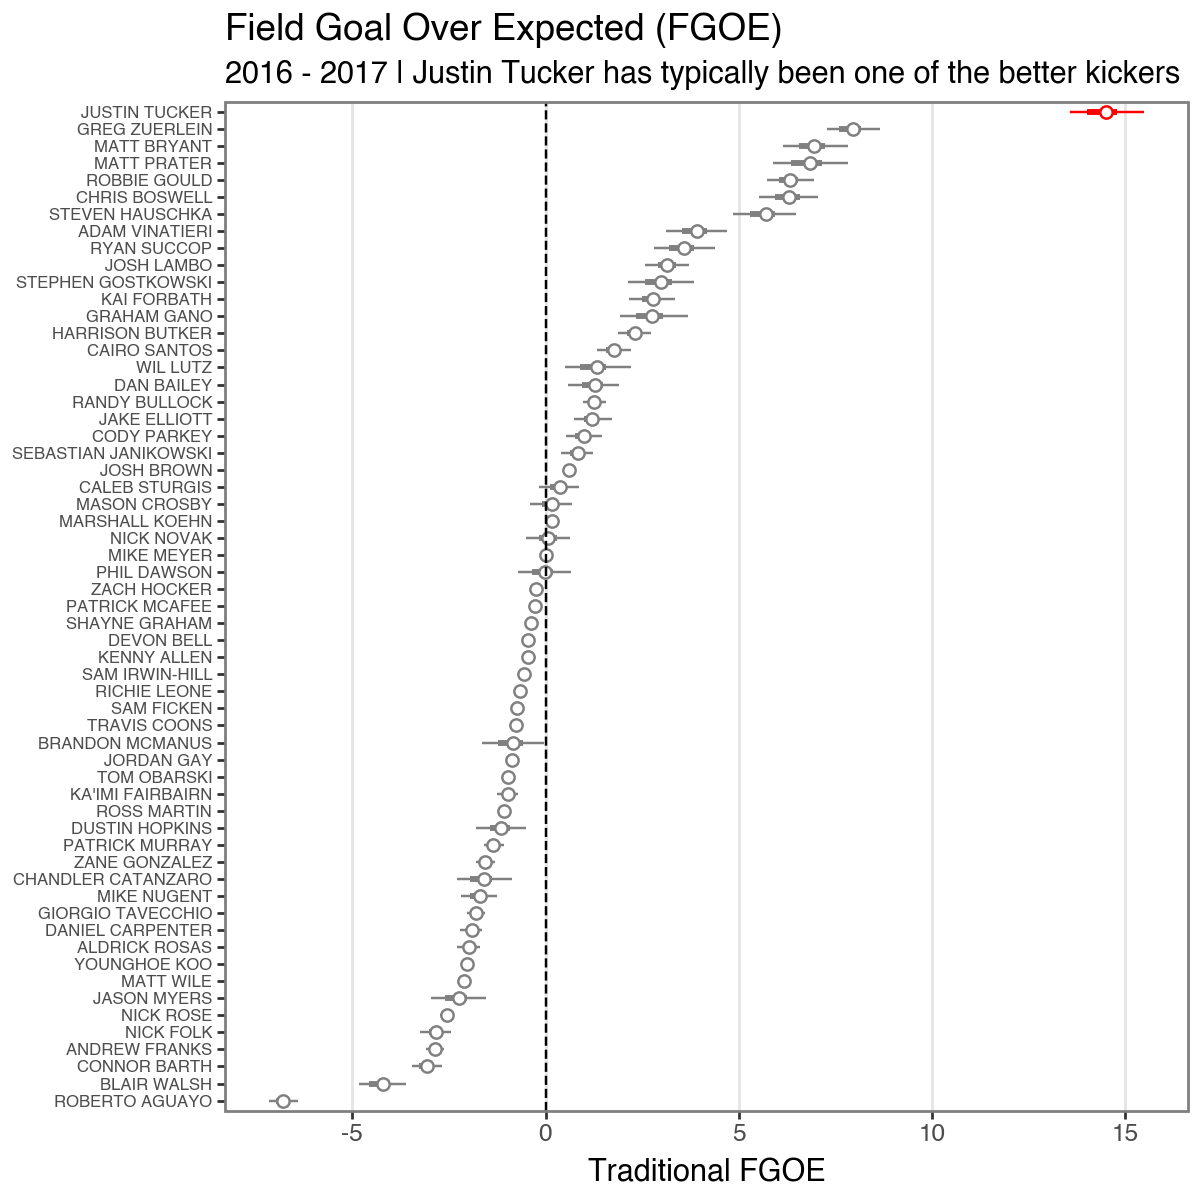 Field Goal Over Expected (FGOE)
2016 - 2017 | Justin Tucker has typically been one of the better kickers
JUSTIN TUCKER
GREG ZUERLEIN
MATT BRYANT
MATT PRATER
ROBBIE GOULD
CHRIS BOSWELL
STEVEN HAUSCHKA
ADAM VINATIERI
RYAN SUCCOP
JOSH LAMBO
STEPHEN GOSTKOWSKI
KAI FORBATH
GRAHAM GANO
HARRISON BUTKER
CAIRO SANTOS
WIL LUTZ
DAN BAILEY
RANDY BULLOCK
JAKE ELLIOTT
CODY PARKEY
SEBASTIAN JANIKOWSKI
JOSH BROWN
CALEB STURGIS
MASON CROSBY
MARSHALL KOEHN
NICK NOVAK
MIKE MEYER
PHIL DAWSON
ZACH HOCKER
PATRICK MCAFEE
SHAYNE GRAHAM
DEVON BELL
KENNY ALLEN
SAM IRWIN-HILL
RICHIE LEONE
SAM FICKEN
TRAVIS COONS
BRANDON MCMANUS
JORDAN GAY
TOM OBARSKI
KA'IMI FAIRBAIRN
ROSS MARTIN
DUSTIN HOPKINS
PATRICK MURRAY
ZANE GONZALEZ
CHANDLER CATANZARO
MIKE NUGENT
GIORGIO TAVECCHIO
DANIEL CARPENTER
ALDRICK ROSAS
YOUNGHOE KOO
MATT WILE
JASON MYERS
NICK ROSE
NICK FOLK
ANDREW FRANKS
CONNOR BARTH
BLAIR WALSH
ROBERTO AGUAYO
-5 0 5 10 15
Traditional FGOE